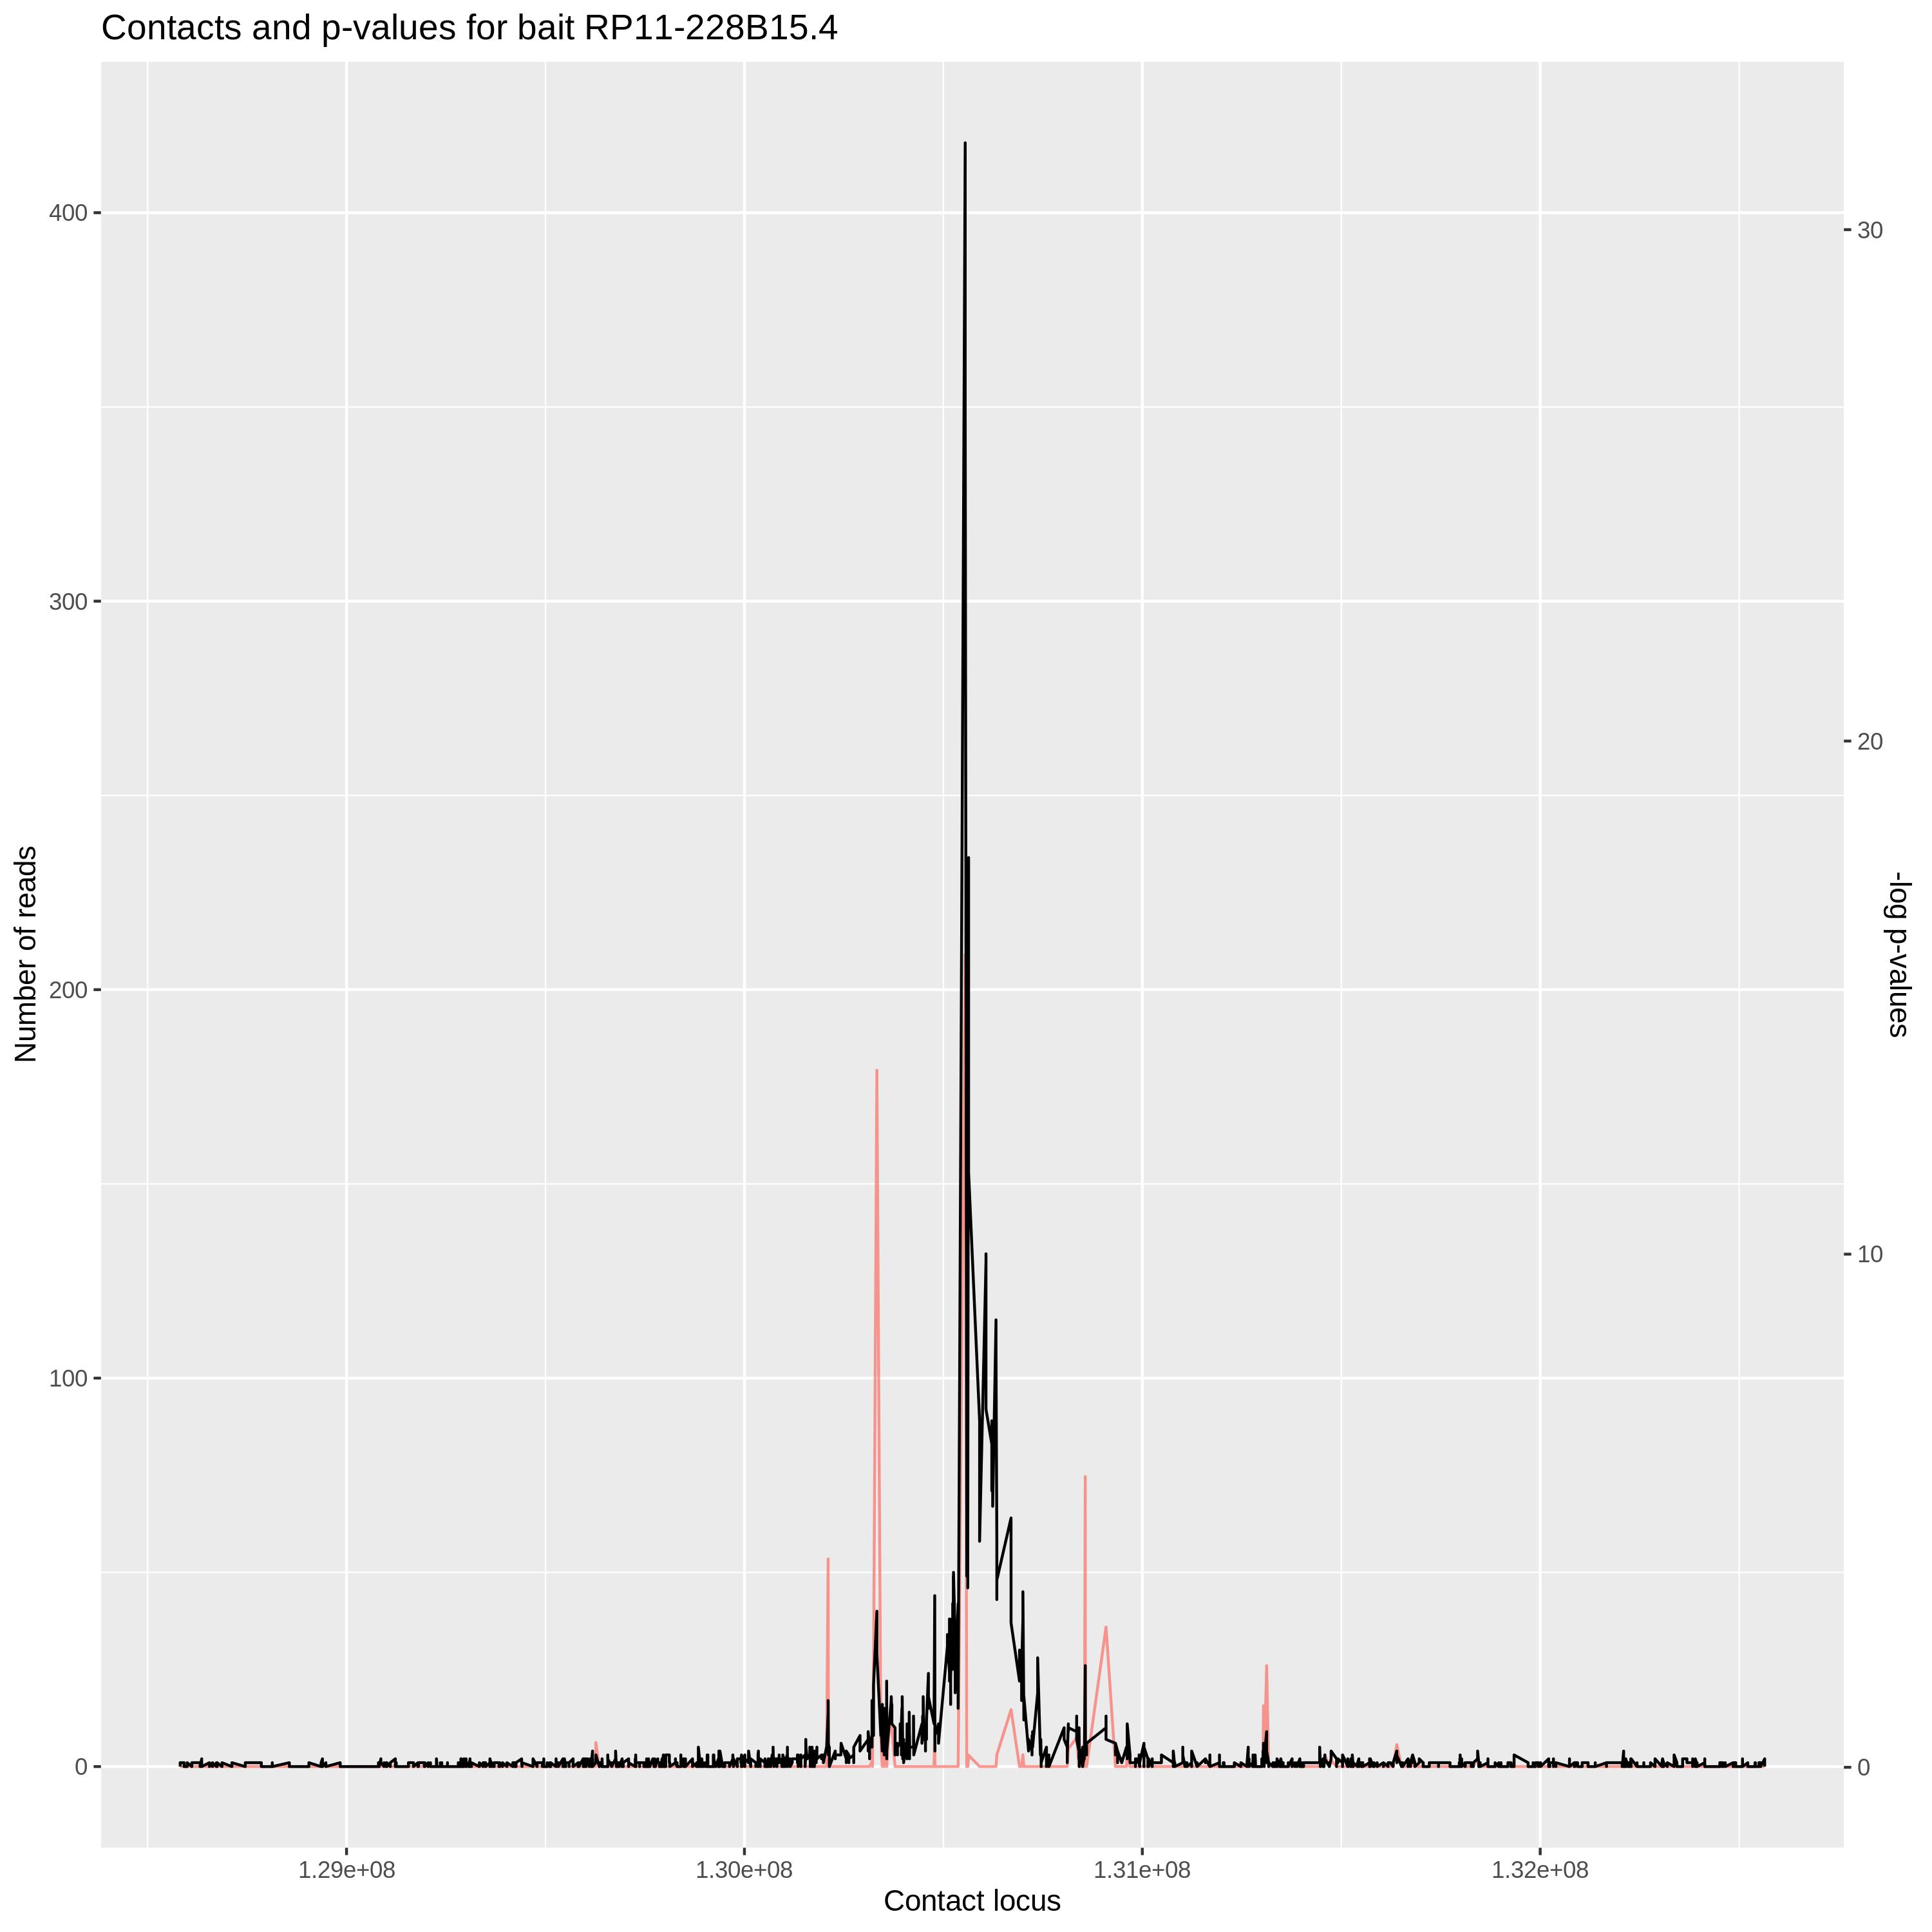 Contacts and p-values for bait RP11-228B15.4
400
300
200
100
0
30
20
10
0
Number of reads
-log p-values
1.29e+08 1.30e+08 1.31e+08 1.32e+08
Contact locus